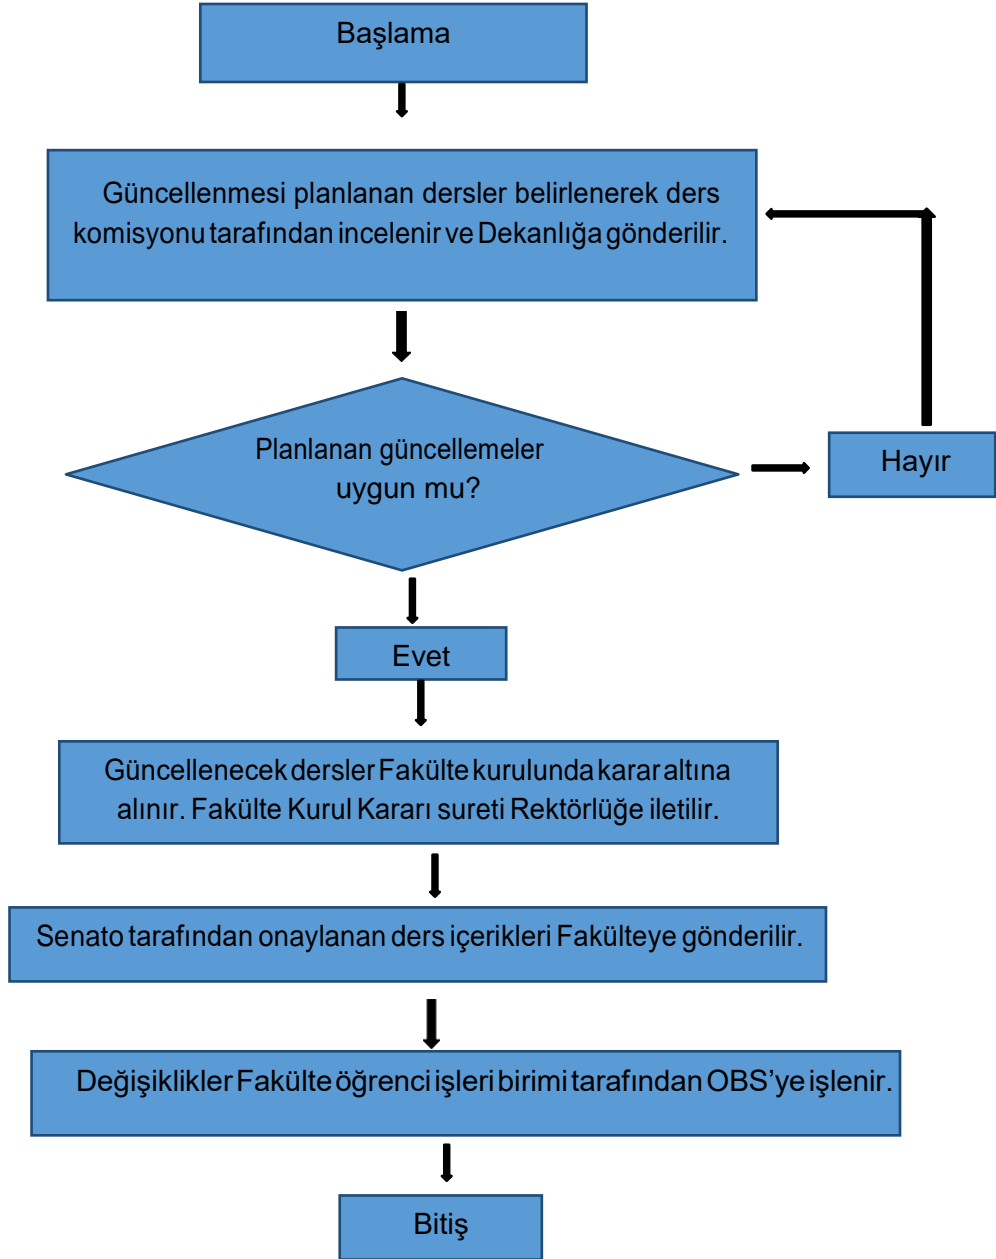 Başlama
Güncellenmesi planlanan dersler belirlenerek ders
komisyonu tarafından incelenir ve Dekanlığa gönderilir.
Planlanan güncellemeler
uygun mu?
Hayır
Evet
Güncellenecek dersler Fakülte kurulunda karar altına
alınır. Fakülte Kurul Kararı sureti Rektörlüğe iletilir.
Senato tarafından onaylanan ders içerikleri Fakülteye gönderilir.
Değişiklikler Fakülte öğrenci işleri birimi tarafından OBS’ye işlenir.
Bitiş